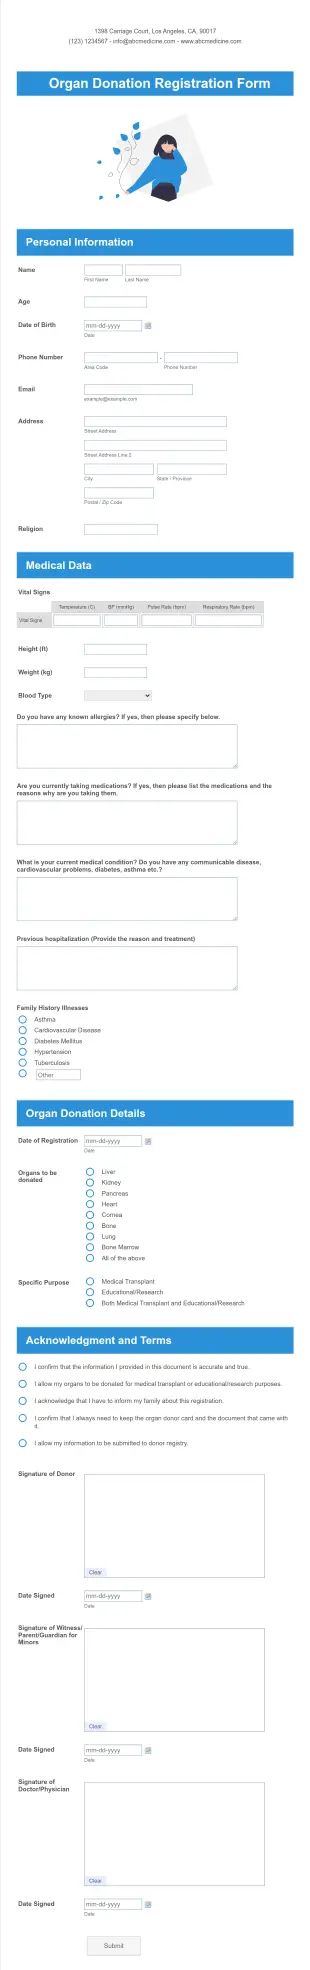 1398 Carriage Court, Los Angeles, CA, 90017
(123) 1234567 - info@abcmedicine.com - www.abcmedicine.com
Organ Donation Registration Form
Personal Information
Name
First Name Last Name
Age
Date of Birth mm-dd-yyyy
Date
Phone Number -
Area Code Phone Number
Email
example@example.com
Address
Street Address
Street Address Line 2
City State / Province
Postal / Zip Code
Religion
Medical Data
Vital Signs
Temperature (C) BP (mmHg) Pulse Rate (bpm) Respiratory Rate (bpm)
Vital Signs
Height (ft)
Weight (kg)
Blood Type
Do you have any known allergies? If yes, then please specify below.
Are you currently taking medications? If yes, then please list the medications and the
reasons why are you taking them.
What is your current medical condition? Do you have any communicable disease,
cardiovascular problems, diabetes, asthma etc.?
Previous hospitalization (Provide the reason and treatment)
Family History Illnesses
Asthma
Cardiovascular Disease
Diabetes Mellitus
Hypertension
Tuberculosis
Other
Organ Donation Details
Date of Registration mm-dd-yyyy
Date
Organs to be
donated
Liver
Kidney
Pancreas
Heart
Cornea
Bone
Lung
Bone Marrow
All of the above
Specific Purpose
Medical Transplant
Educational/Research
Both Medical Transplant and Educational/Research
Acknowledgment and Terms
I confirm that the information I provided in this document is accurate and true.
I allow my organs to be donated for medical transplant or educational/research purposes.
I acknowledge that I have to inform my family about this registration.
I confirm that I always need to keep the organ donor card and the document that came with
it.
I allow my information to be submitted to donor registry.
Signature of Donor
Clear
Date Signed mm-dd-yyyy
Date
Signature of Witness/
Parent/Guardian for
Minors
Clear
Date Signed mm-dd-yyyy
Date
Signature of
Doctor/Physician
Clear
Date Signed mm-dd-yyyy
Date
Submit